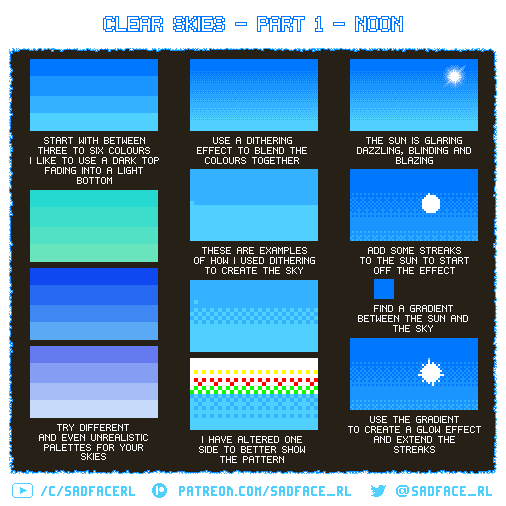 CLEAR SKIES - PART 1 - NOON
START WITH BETWEEN
THREE TO SIX COLOURS
I LIKE TO USE A DARK TOP
FADING INTO A LIGHT
BOTTOM
TRY DIFFERENT
AND EVEN UNREALISTIC
PALETTES FOR YOUR
SKIES
USE A DITHERING
EFFECT TO BLEND THE
COLOURS TOGETHER
THESE ARE EXAMPLES
OF HOW I USED DITHERING
TO CREATE THE SKY
I HAVE ALTERED ONE
SIDE TO BETTER SHOW
THE PATTERN
THE SUN IS GLARING
DAZZLING, BLINDING AND
BLAZING
ADD SOME STREAKS
TO THE SUN TO START
OFF THE EFFECT
FIND A GRADIENT
BETWEEN THE SUN AND
THE SKY
USE THE GRADIENT
TO CREATE A GLOW EFFECT
AND EXTEND THE
STREAKS
/C/SADFACERL
PATREON.COM/SADFACE_RL
@SADFACE_RL